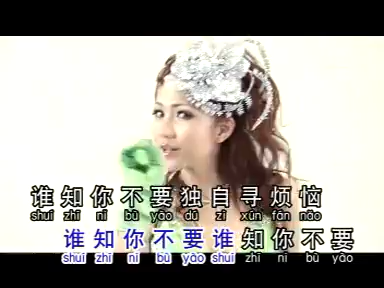 谁知你不要独自寻烦恼
shuí zhī nǐ bù yào dú zì xún fán nǎo
谁知你不要谁知你不要
shuí zhī nǐ bù yào shuí zhī nǐ bù yào